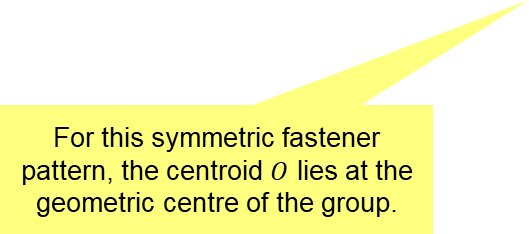 For this symmetric fastener
pattern, the centroid O lies at the
geometric centre of the group.